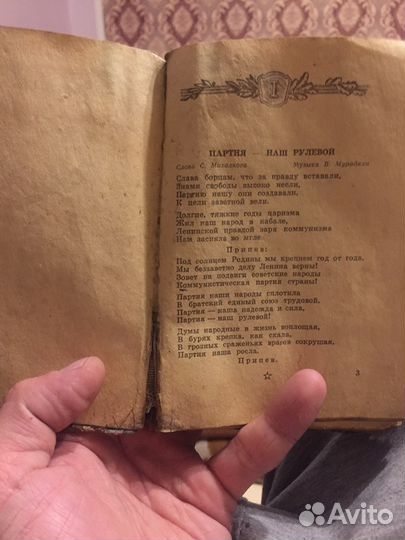 I
ПАРТИЯ — НАШ РУЛЕВОЙ
Слова С. Михалкова Музыка В. Мурадели
Слава борцам, что за правду вставали,
Знамя свободы высоко несли,
Партию нашу они создавали,
К цели заветной вели.
Долгие, тяжкие годы царизма
Жил наш народ в кабале,
Ленинской правдой заря коммунизма
Нам засияла во мгле.
Припев:
Под солнцем Родины мы крепнем год от года,
Мы беззаветно делу Ленина верны!
Зовет на подвиги советские народы
Коммунистическая партия страны!
Партия наши народы сплотила
В братский единый союз трудовой,
Партия — наша надежда и сила,
Партия — наш рулевой!
Думы народные в жизнь воплощая,
В бурях крепка, как скала,
В грозных сраженьях врагов сокрушая,
Партия наша росла.
Припев.
☆ 3
Avito